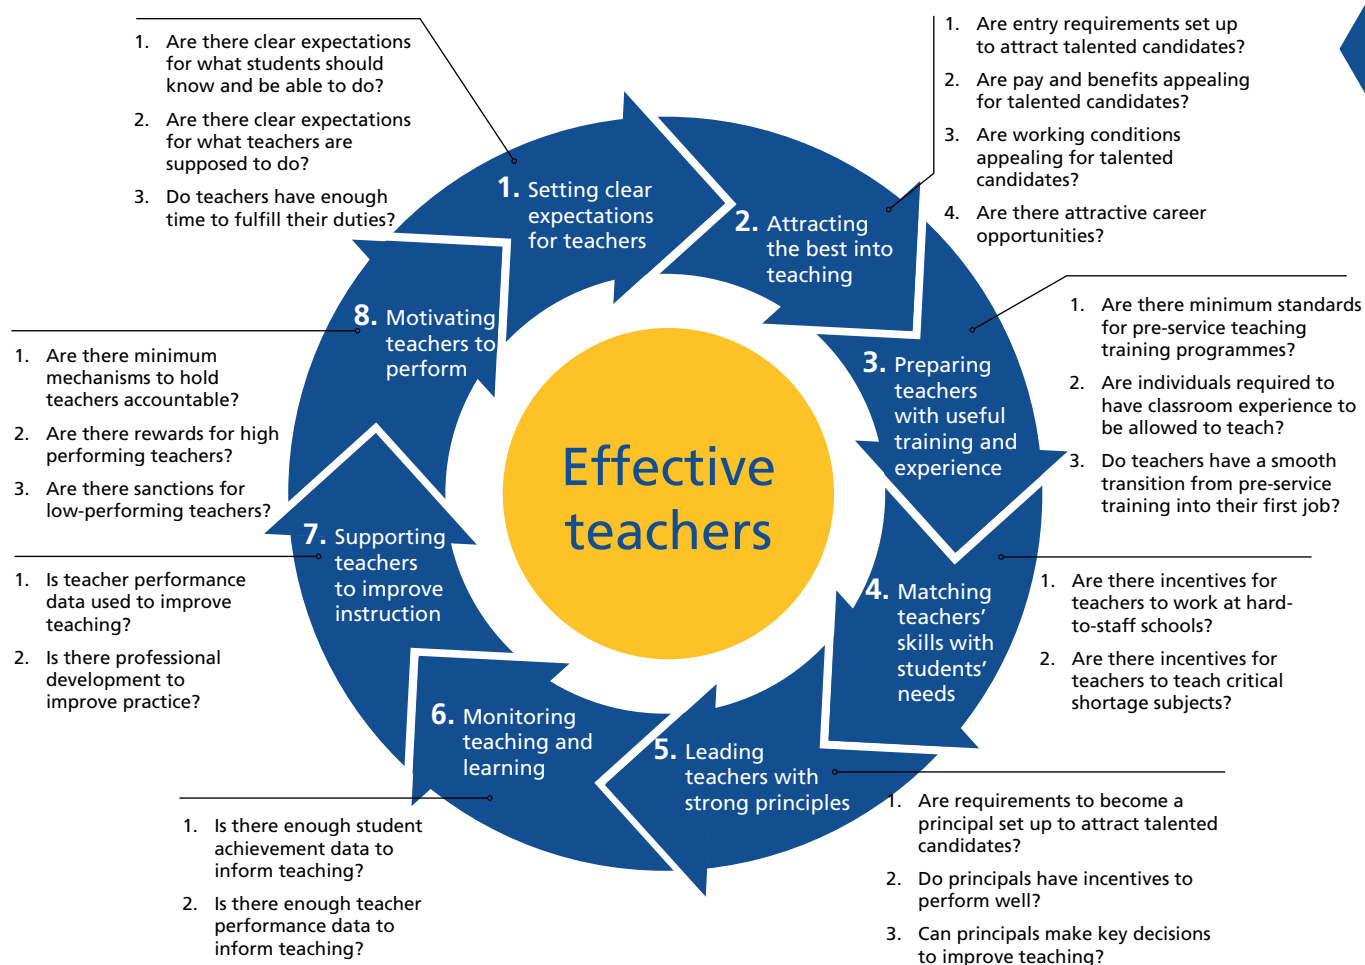 1. Are there clear expectations
for what students should
know and be able to do?
2. Are there clear expectations
for what teachers are
supposed to do?
3. Do teachers have enough
time to fulfill their duties?
1. Are entry requirements set up
to attract talented candidates?
2. Are pay and benefits appealing
for talented candidates?
3. Are working conditions
appealing for talented
candidates?
4. Are there attractive career
opportunities?
1. Setting clear
expectations
for teachers
2. Attracting
the best into
teaching
8. Motivating
teachers to
perform
3. Preparing
teachers
with useful
training and
experience
1. Are there minimum standards
for pre-service teaching
training programmes?
2. Are individuals required to
have classroom experience to
be allowed to teach?
3. Do teachers have a smooth
transition from pre-service
training into their first job?
1. Are there minimum
mechanisms to hold
teachers accountable?
2. Are there rewards for high
performing teachers?
3. Are there sanctions for
low-performing teachers?
Effective
teachers
7. Supporting
teachers
to improve
instruction
4. Matching
teachers’
skills with
students’
needs
1. Is teacher performance
data used to improve
teaching?
2. Is there professional
development to
improve practice?
1. Are there incentives for
teachers to work at hard-
to-staff schools?
2. Are there incentives for
teachers to teach critical
shortage subjects?
6. Monitoring
teaching and
learning
5. Leading
teachers with
strong principles
1. Is there enough student
achievement data to
inform teaching?
2. Is there enough teacher
performance data to
inform teaching?
1. Are requirements to become a
principal set up to attract talented
candidates?
2. Do principals have incentives to
perform well?
3. Can principals make key decisions
to improve teaching?